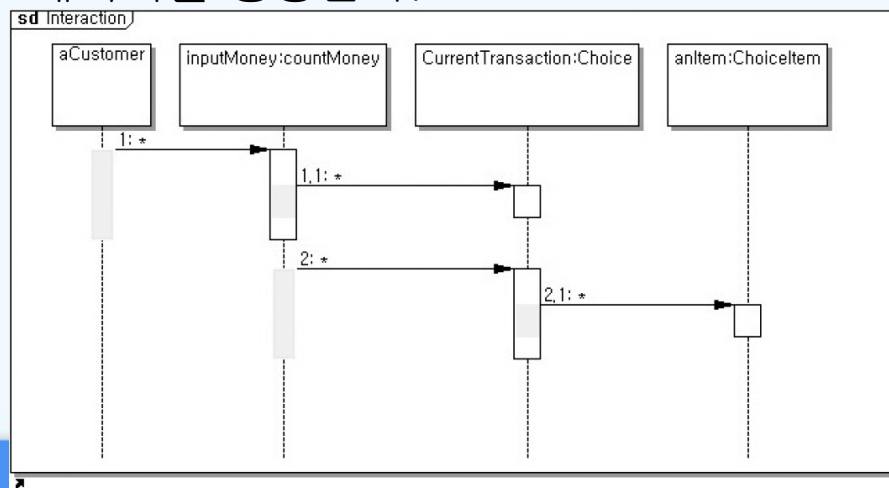 sd Interaction
aCustomer
inputMoney:countMoney
CurrentTransaction:Choice
anItem:ChoiceItem
1: *
1,1: *
2: *
2,1: *